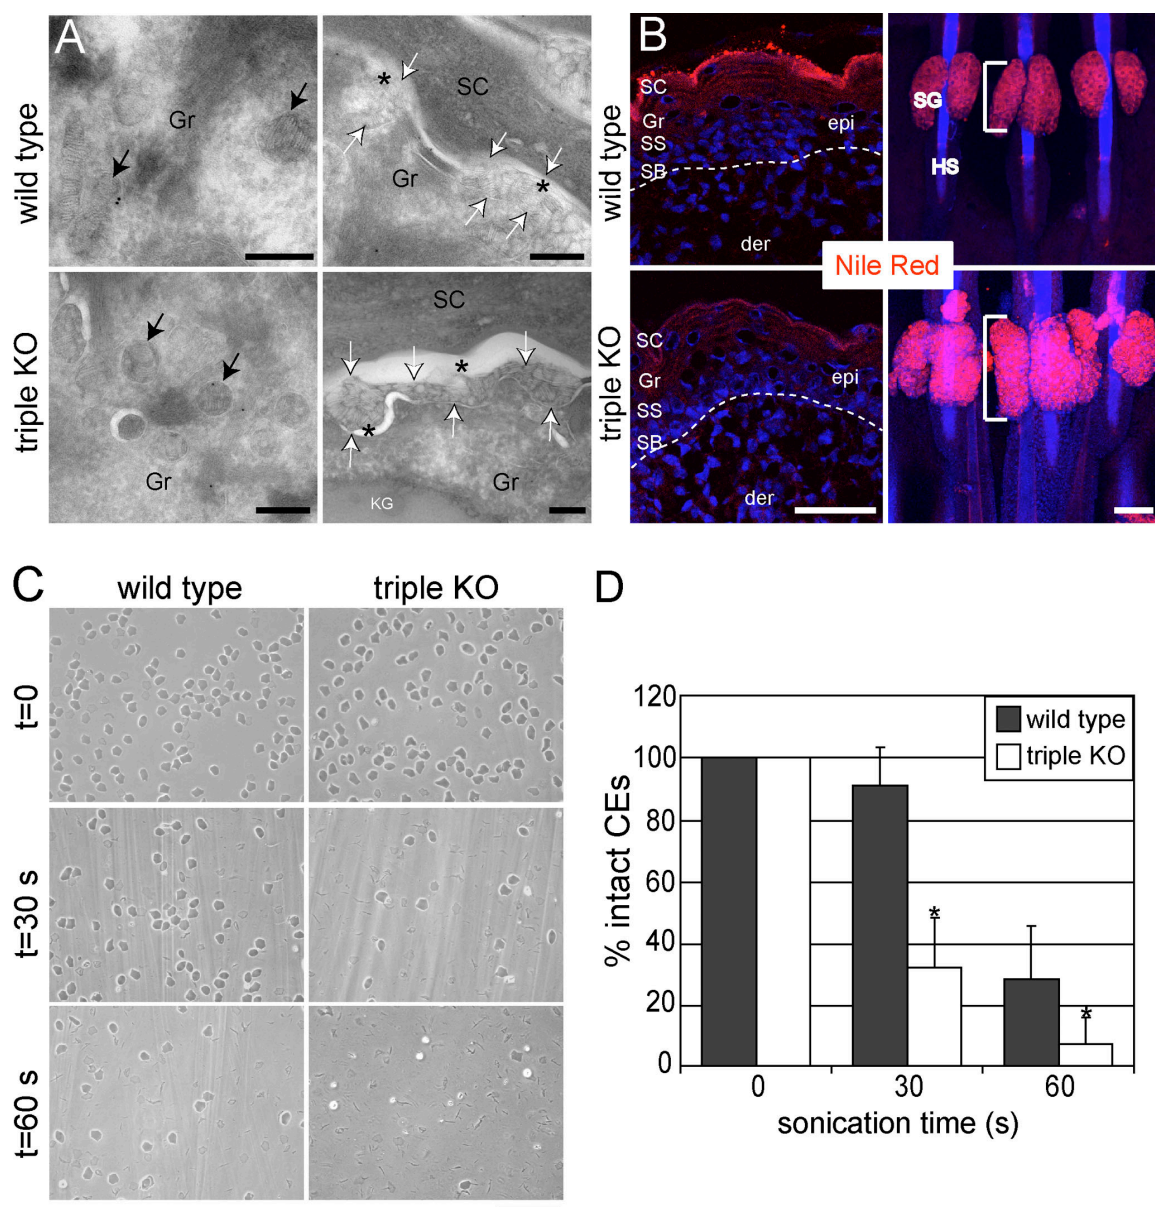 A
B
wild type
wild type
Gr
SC
*
*
Gr
SC
Gr
SS
SB
epi
der
SG
HS
Nile Red
triple KO
triple KO
Gr
SC
*
*
Gr
KG
SC
Gr
SS
SB
epi
der
C
wild type
triple KO
D
t=0
t=30 s
t=60 s
120
100
80
60
40
20
0
% intact CEs
wild type
triple KO
*
*
0
30
60
sonication time (s)